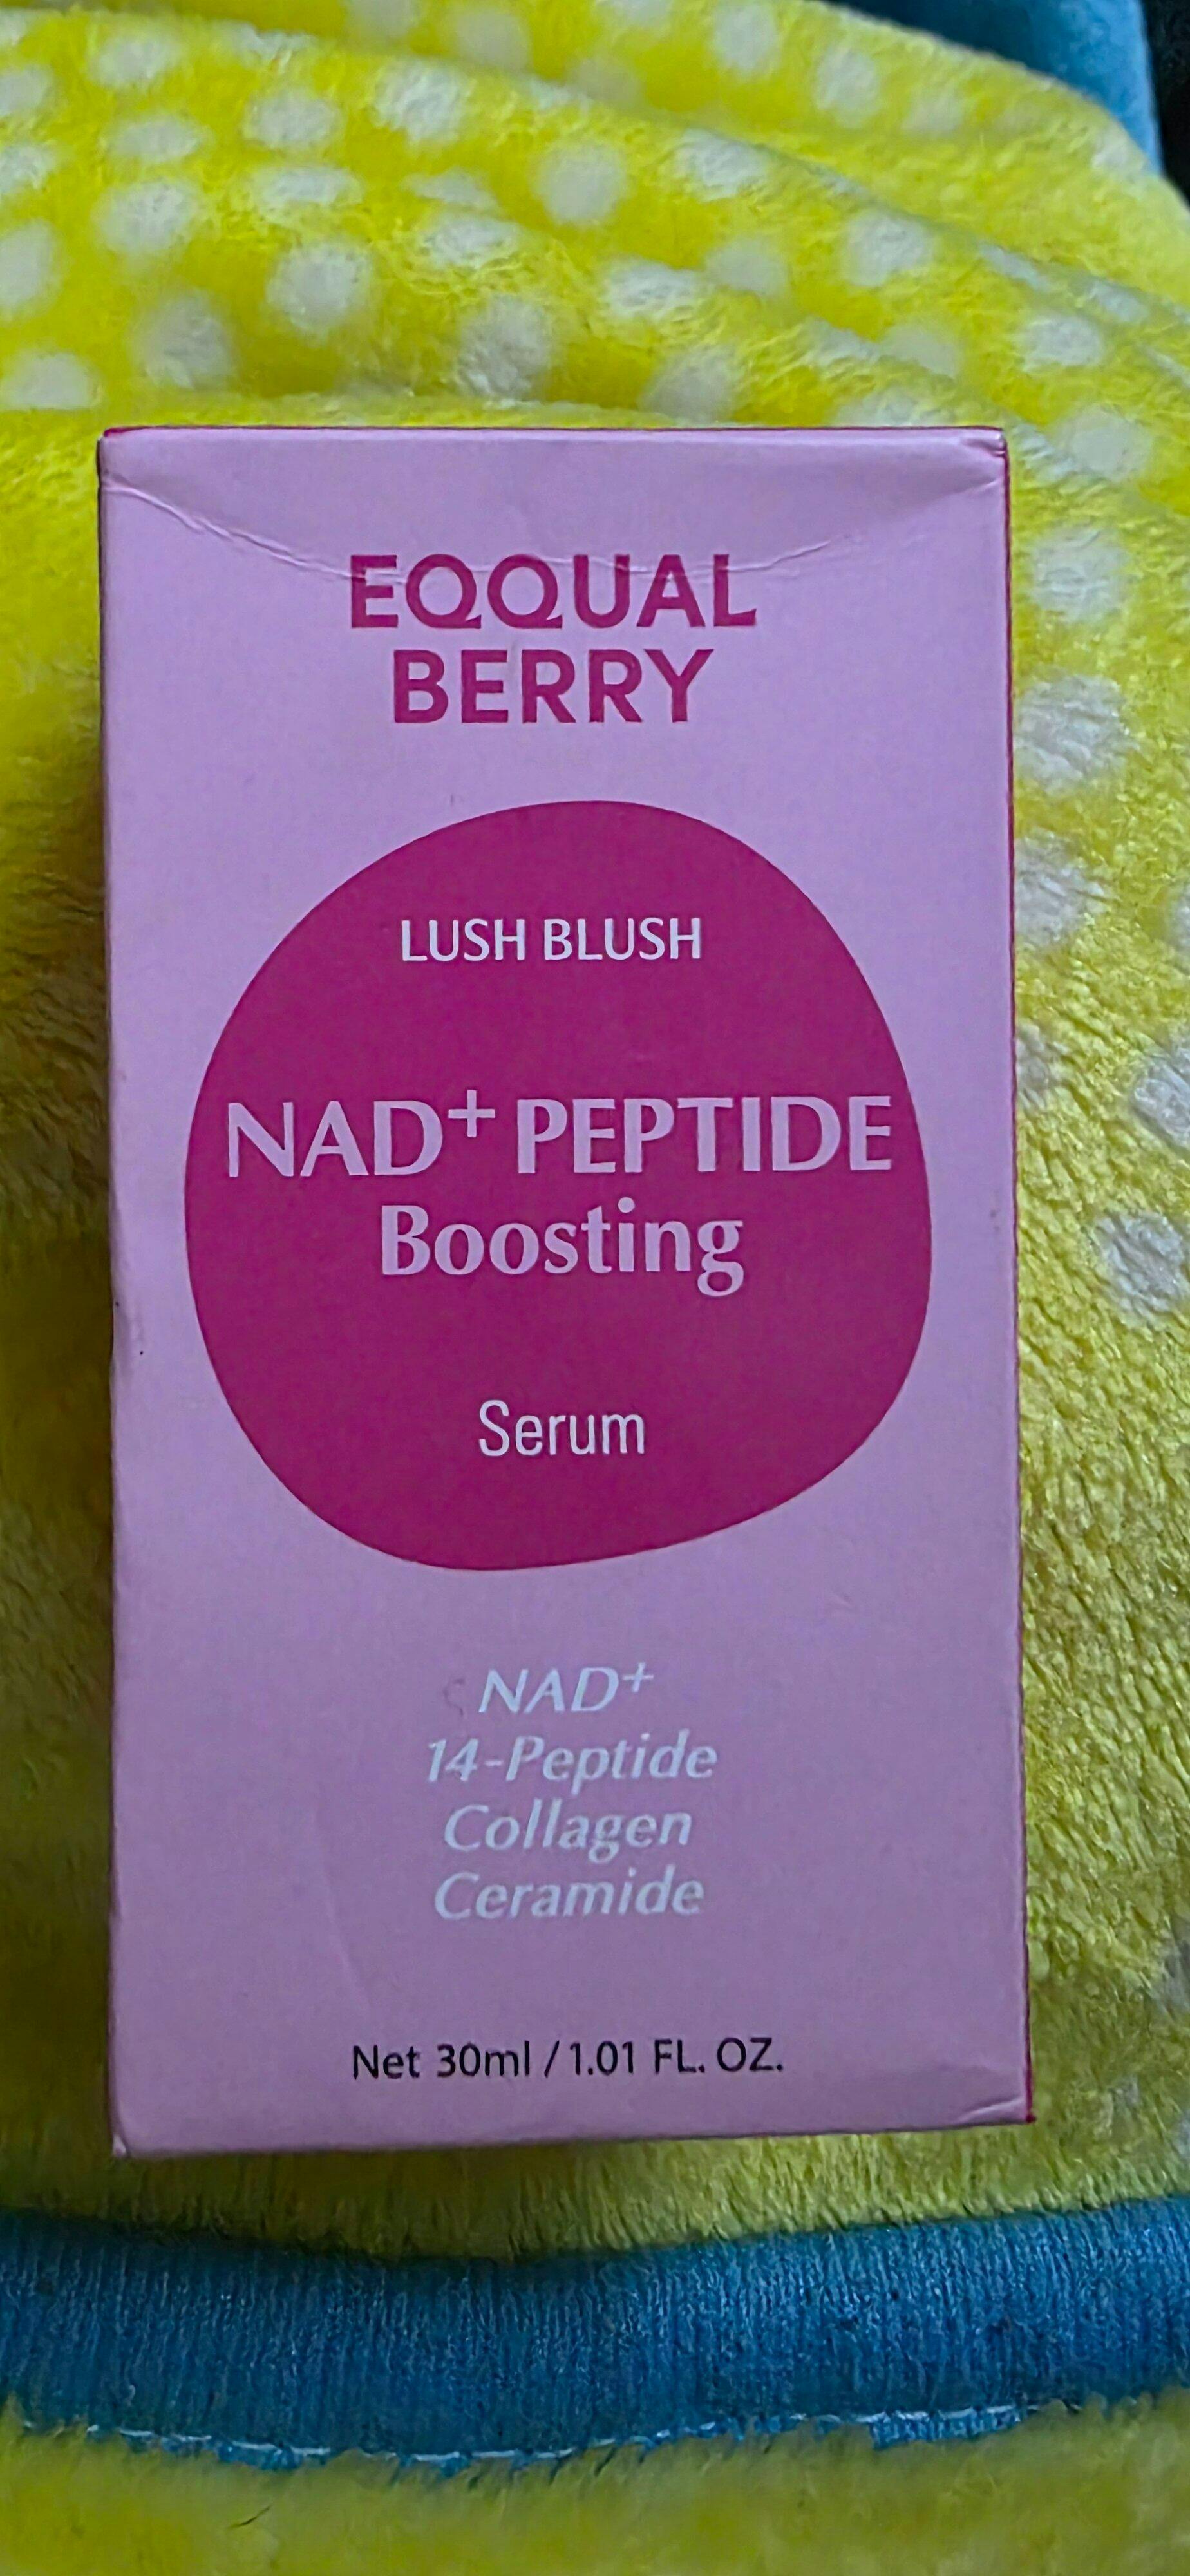 EQQUAL
BERRY
LUSH BLUSH
NAD+ PEPTIDE
Boosting
Serum
NAD+
14-Peptide
Collagen
Ceramide
Net 30ml / 1.01 FL. OZ.